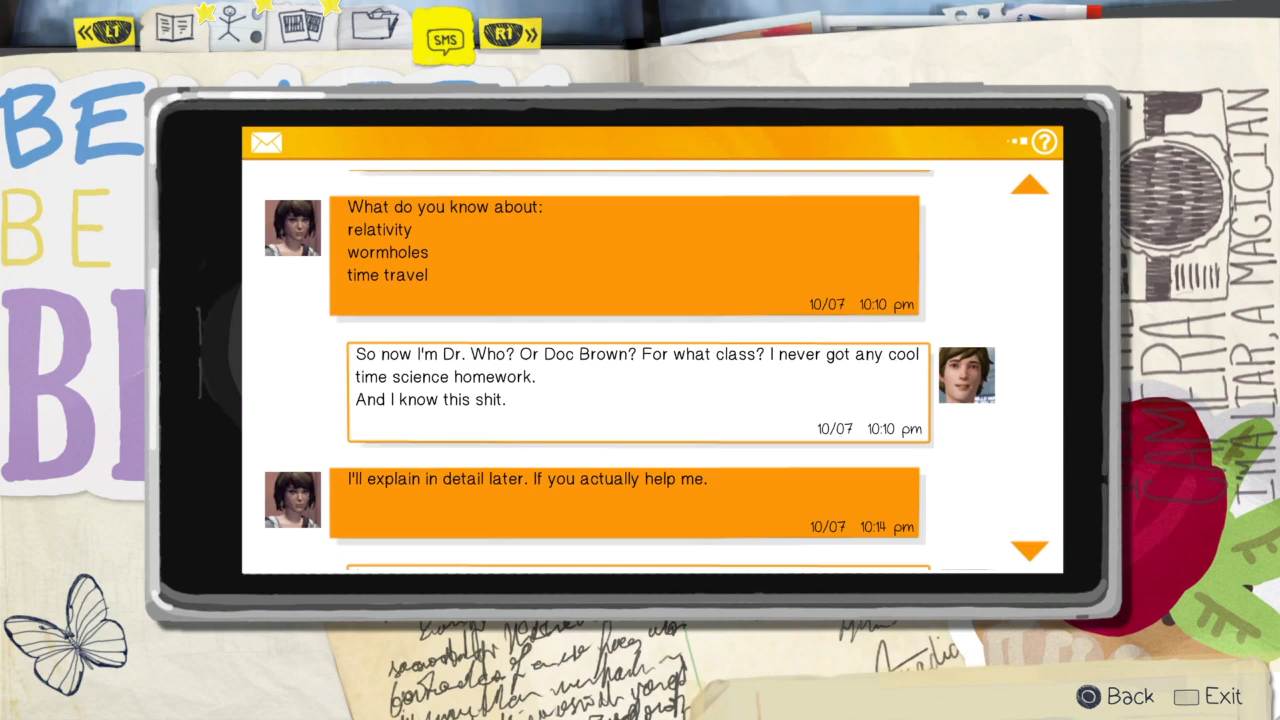 L1
SMS
R1
What do you know about:
relativity
wormholes
time travel
10/07 10:10 pm
So now I'm Dr. Who? Or Doc Brown? For what class? I never got any cool
time science homework.
And I know this shit.
10/07 10:10 pm
I'll explain in detail later. If you actually help me.
10/07 10:14 pm
BE
BE
CAMERA
I'M A LIAR, A MAGICIAN
Back
Exit